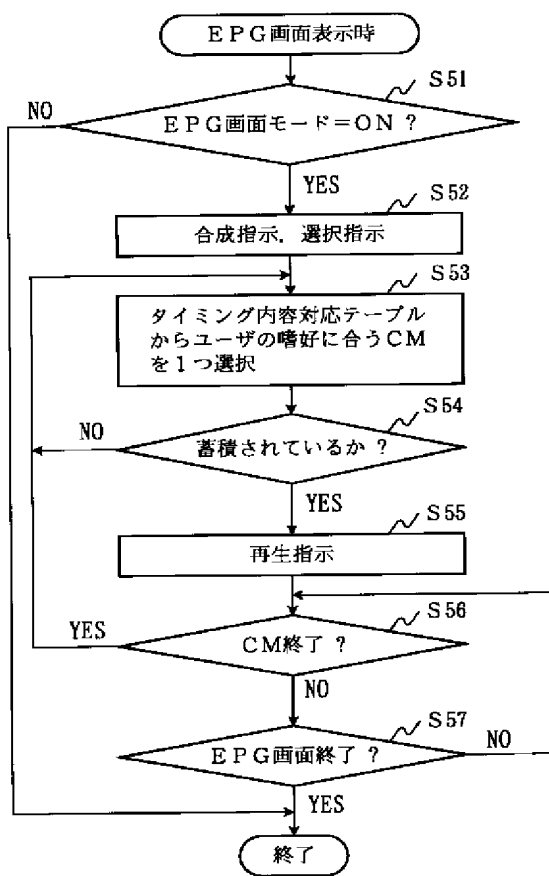 EPG画面表示時
S51
NO
EPG画面モード=ON ?
YES
S52
合成指示,選択指示
S53
タイミング内容対応テーブル
からユーザの嗜好に合うCM
を1つ選択
S54
NO
蓄積されているか ?
YES
S55
再生指示
S56
YES
CM終了 ?
NO
S57
EPG画面終了 ?
NO
YES
終了